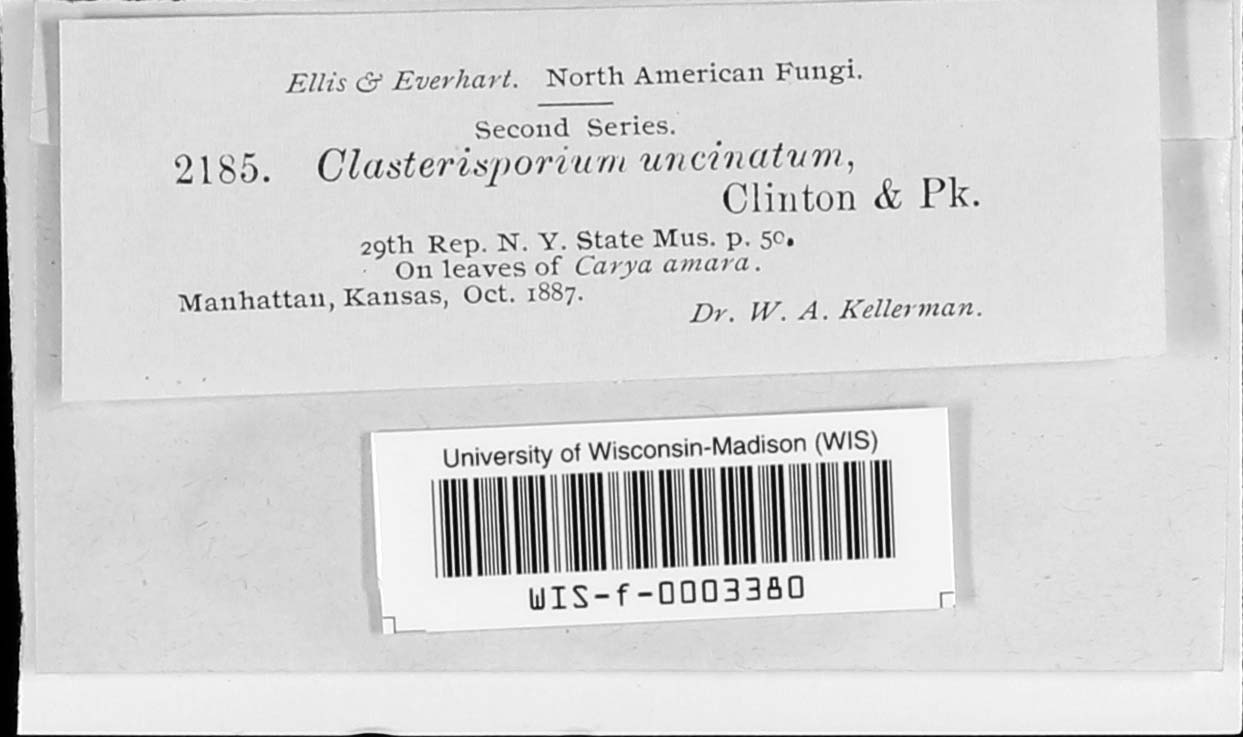 Ellis & Everhart. North American Fungi.
Second Series.
2185. Clasterisporium uncinatum,
Clinton & Pk.
29th Rep. N. Y. State Mus. p. 50.
On leaves of Carya amara.
Manhattan, Kansas, Oct. 1887.
Dr. W. A. Kellerman.
University of Wisconsin-Madison (WIS)
WIS-f-0003380